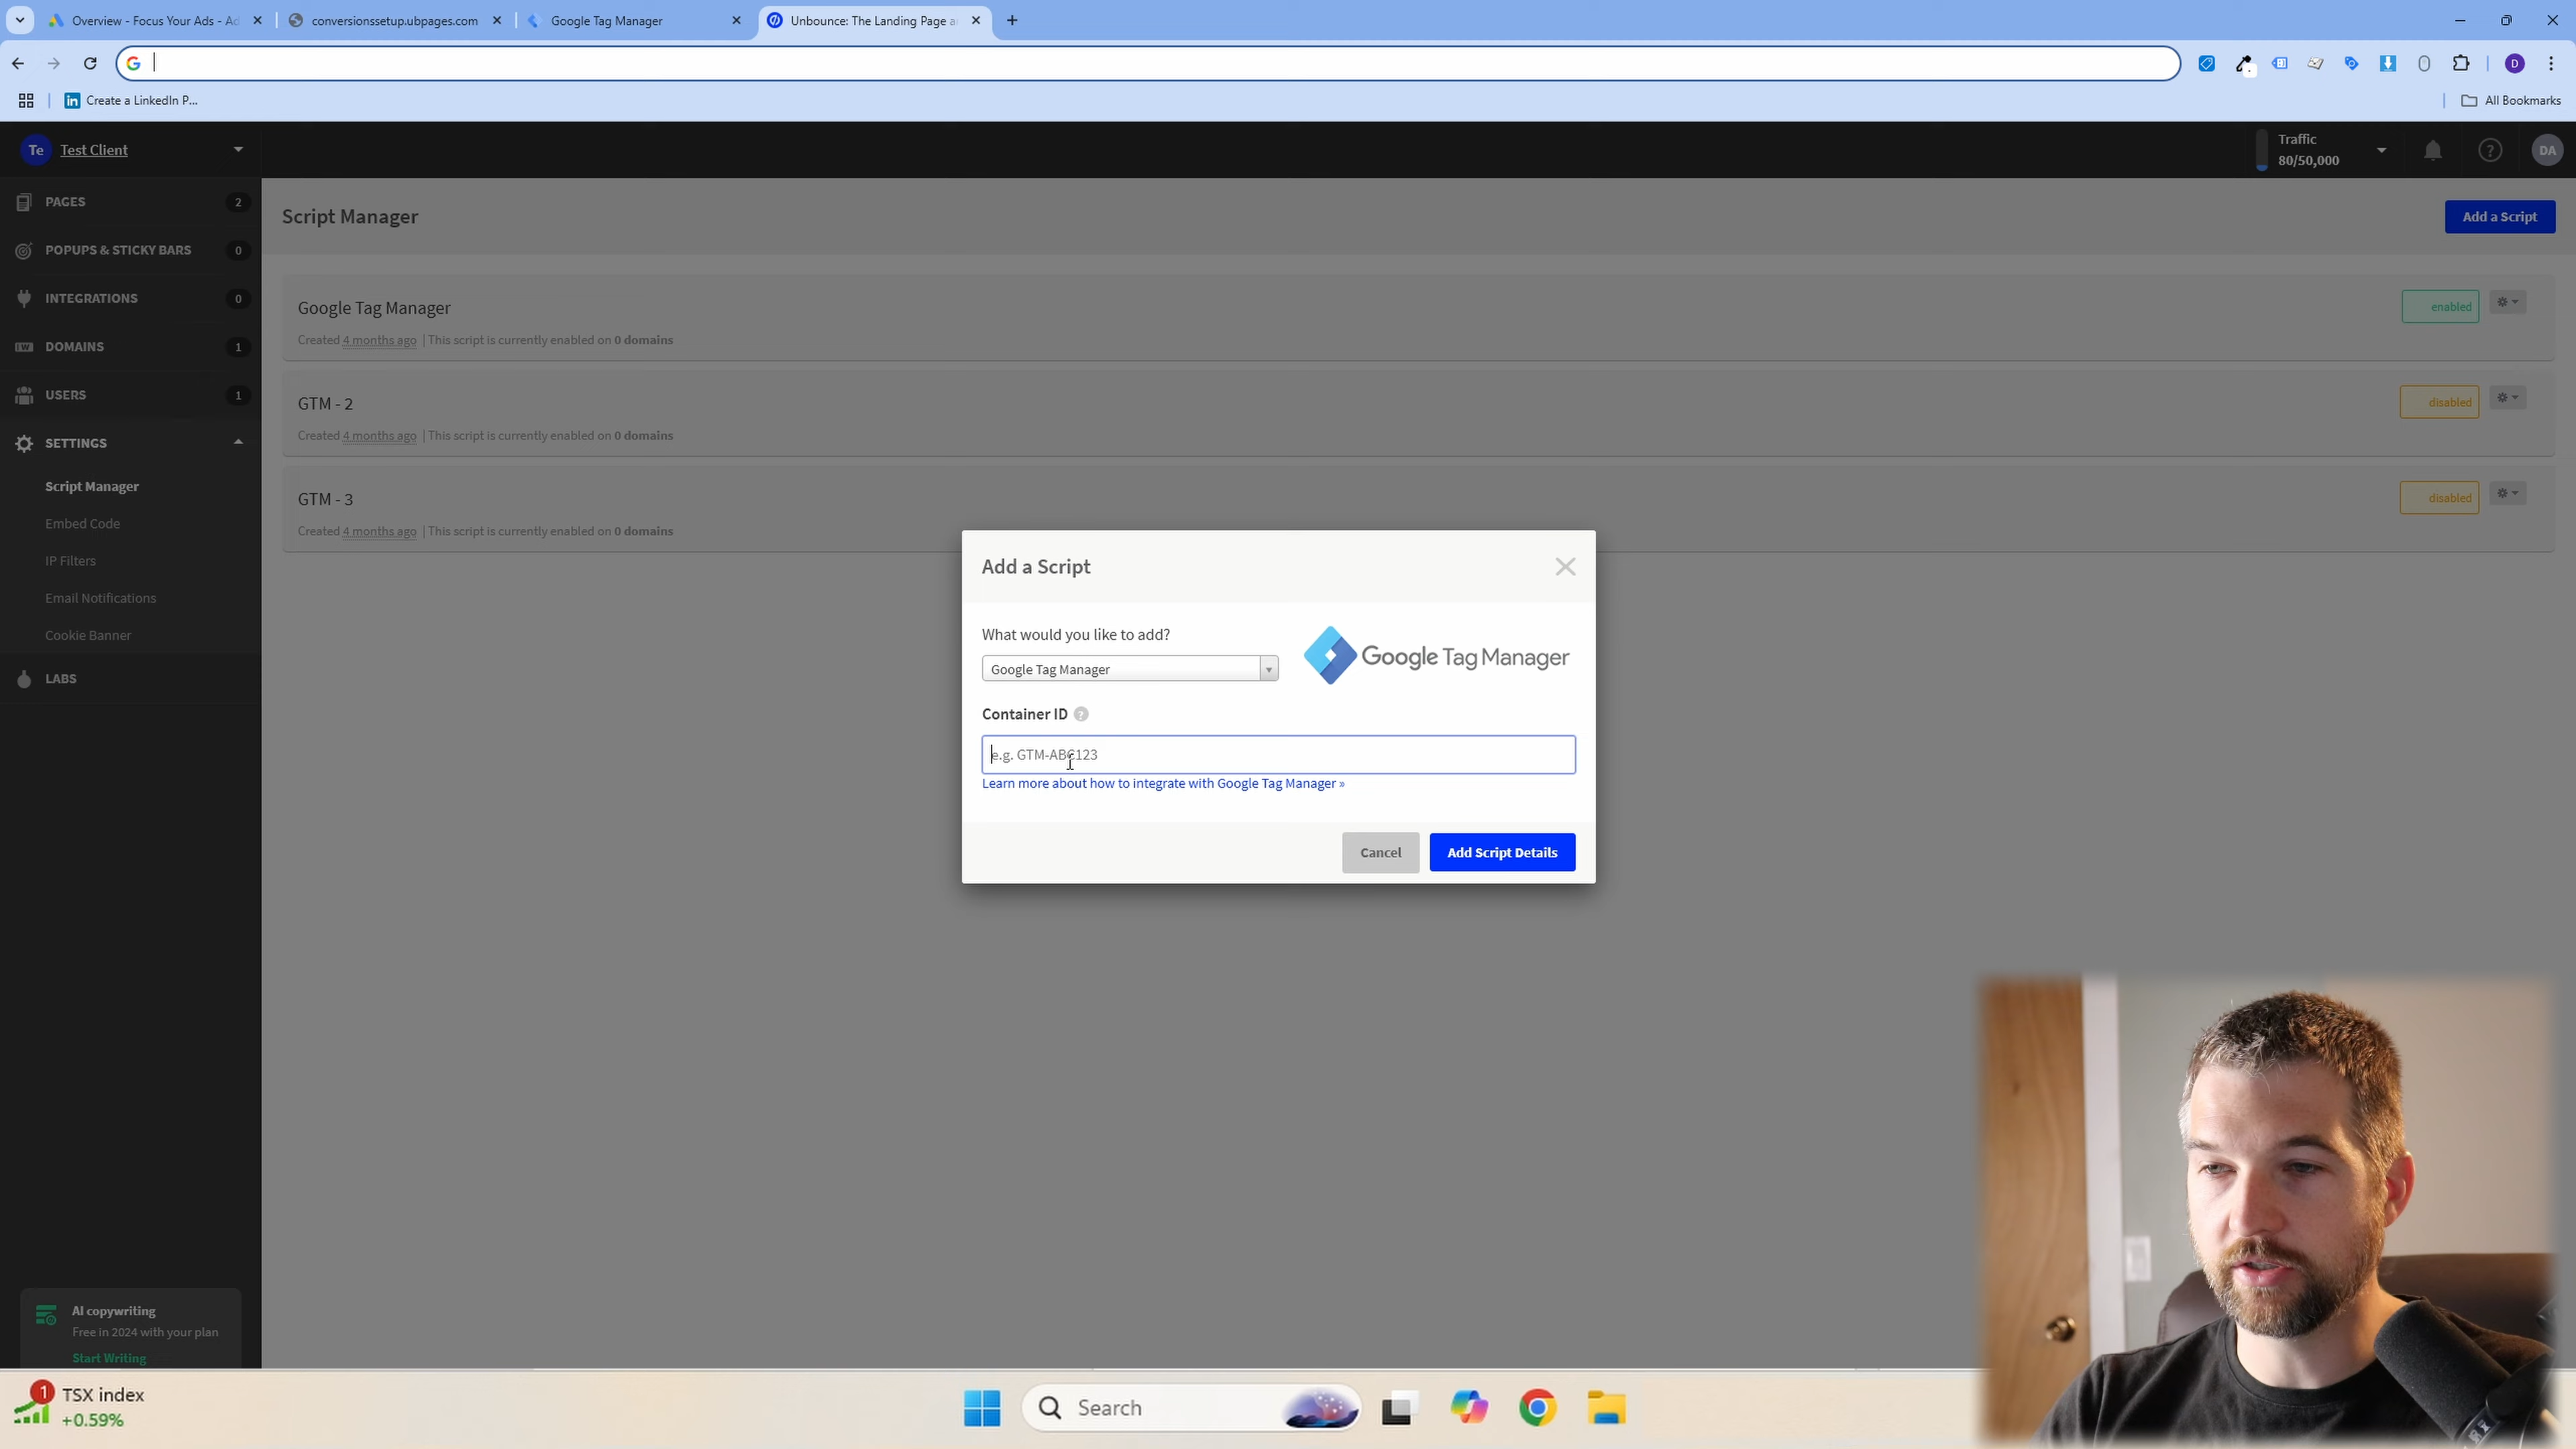 Overview - Focus Your Ads - Ad
conversionssetup.ubpages.com
Google Tag Manager
Unbounce: The Landing Page a
Create a LinkedIn P...
All Bookmarks
D
Te
Test Client
Traffic
80/50,000
DA
PAGES
2
POPUPS & STICKY BARS
0
INTEGRATIONS
0
DOMAINS
1
USERS
1
SETTINGS
Script Manager
Embed Code
IP Filters
Email Notifications
Cookie Banner
LABS
AI copywriting
Free in 2024 with your plan
Start Writing
Script Manager
Add a Script
Google Tag Manager
enabled
Created 4 months ago | This script is currently enabled on 0 domains
GTM - 2
disabled
Created 4 months ago | This script is currently enabled on 0 domains
GTM - 3
disabled
Created 4 months ago | This script is currently enabled on 0 domains
Add a Script
What would you like to add?
Google Tag Manager
Google Tag Manager
Container ID ?
e.g. GTM-ABC123
Learn more about how to integrate with Google Tag Manager »
Cancel
Add Script Details
1
TSX index
+0.59%
Search